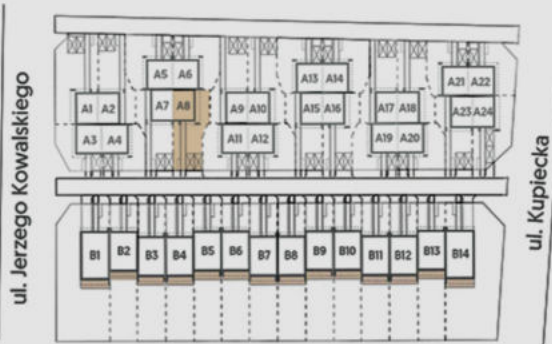 ul. Jerzego Kowalskiego
A5 A6
A13 A14
A21 A22
A1 A2
A7 A8
A9 A10
A15 A16
A17 A18
A23 A24
A3 A4
A11 A12
A19 A20
B1 B2 B3 B4 B5 B6 B7 B8 B9 B10 B11 B12 B13 B14
ul. Kupiecka